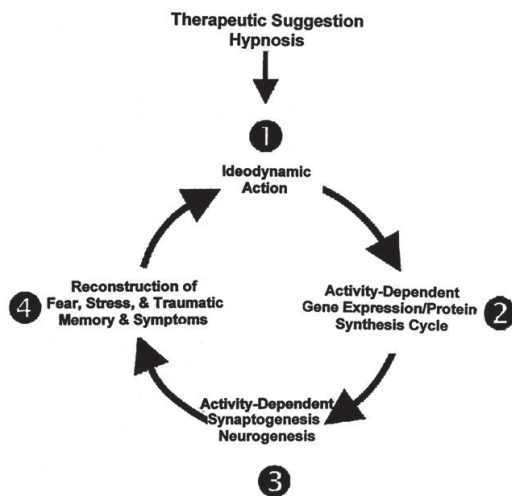 Therapeutic Suggestion
Hypnosis
1
Ideodynamic
Action
Activity-Dependent
Gene Expression/Protein
Synthesis Cycle
2
Activity-Dependent
Synaptogenesis
Neurogenesis
3
Reconstruction of
Fear, Stress, & Traumatic
Memory & Symptoms
4